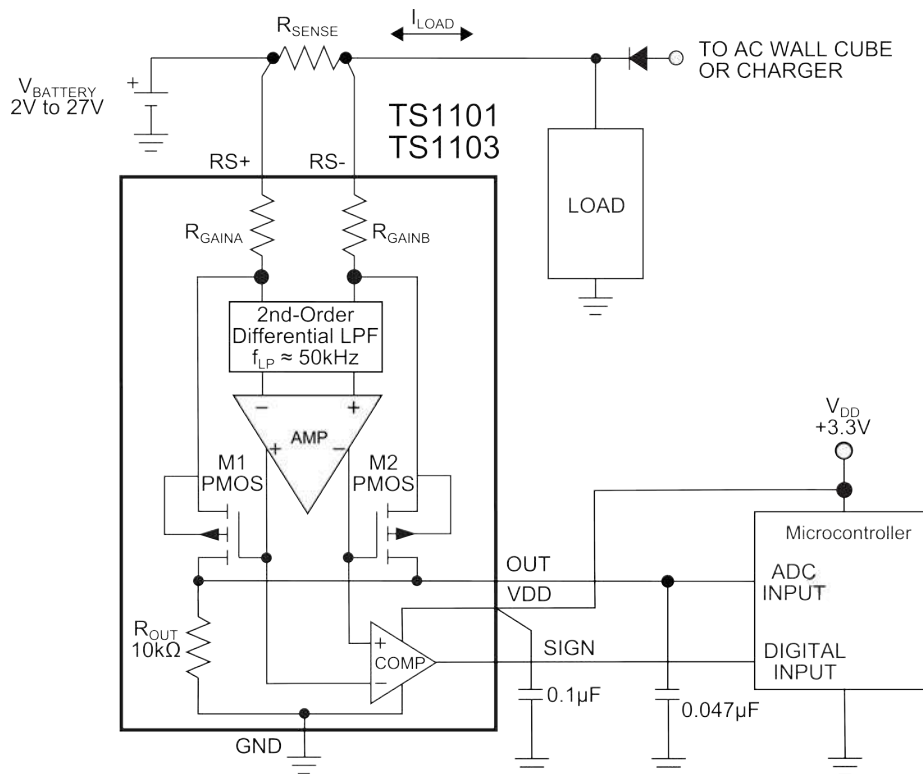 RSENSE
ILOAD
TO AC WALL CUBE
OR CHARGER
VBATTERY
2V to 27V
+
TS1101
TS1103
RS+
RS-
LOAD
RGAINA
RGAINB
2nd-Order
Differential LPF
fLP ≈ 50kHz
− +
AMP
+ −
VDD
+3.3V
M1
PMOS
M2
PMOS
Microcontroller
OUT
ADC
INPUT
VDD
ROUT
10kΩ
+
COMP
−
SIGN
DIGITAL
INPUT
0.1µF
0.047µF
GND